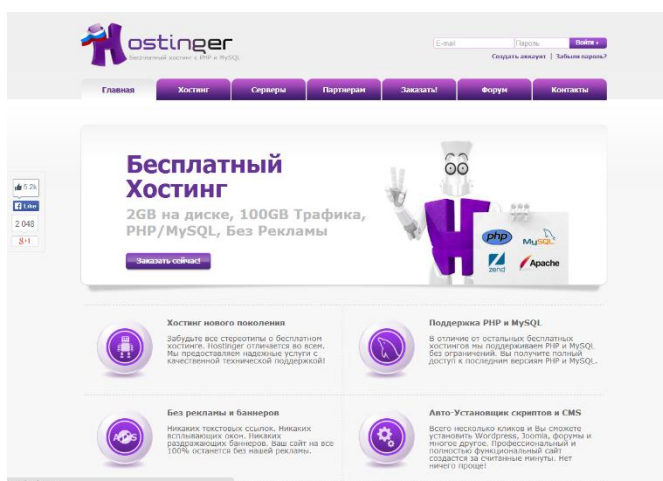 Hostinger
Бесплатный хостинг с PHP и MySQL
E-mail
Пароль
Войти »
Создать аккаунт | Забыли пароль?
Главная
Хостинг
Серверы
Партнерам
Заказать!
Форум
Контакты
Бесплатный
Хостинг
2GB на диске, 100GB Трафика,
PHP/MySQL, Без Рекламы
Заказать сейчас!
php
MySQL
zend
Apache
5.2k
Like
2 048
+1
Хостинг нового поколения
Забудьте все стереотипы о бесплатном
хостинге. Hostinger отличается во всем.
Мы предоставляем надежные услуги с
качественной технической поддержкой!
Поддержка PHP и MySQL
В отличие от остальных бесплатных
хостингов мы поддерживаем PHP и MySQL
без ограничений. Вы получите полный
доступ к последним версиям PHP и MySQL.
Без рекламы и баннеров
Никаких текстовых ссылок. Никаких
всплывающих окон. Никаких
раздражающих баннеров. Ваш сайт на все
100% останется без нашей рекламы.
ADS
Авто-Установщик скриптов и CMS
Всего несколько кликов и Вы сможете
установить Wordpress, Joomla, форумы и
многое другое. Профессиональный и
полностью функциональный сайт
создастся за считанные минуты. Нет
ничего проще!